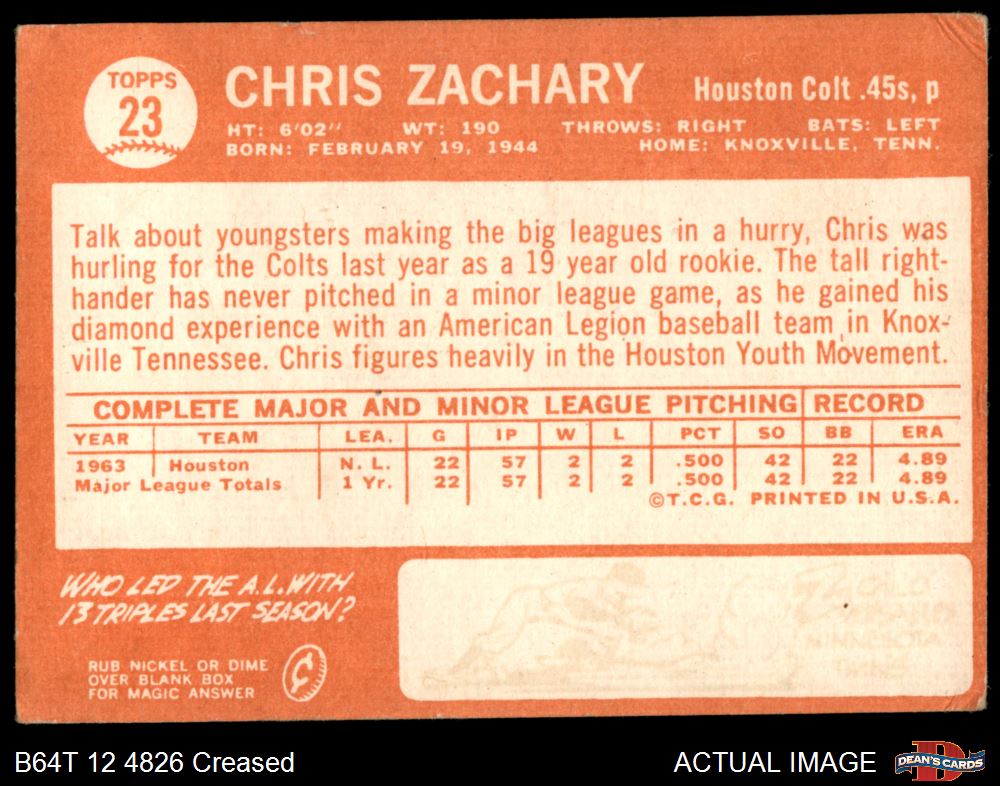 TOPPS
23
CHRIS ZACHARY
Houston Colt .45s, p
HT: 6'02" WT: 190 THROWS: RIGHT BATS: LEFT
BORN: FEBRUARY 19, 1944 HOME: KNOXVILLE, TENN.
Talk about youngsters making the big leagues in a hurry, Chris was
hurling for the Colts last year as a 19 year old rookie. The tall right-
hander has never pitched in a minor league game, as he gained his
diamond experience with an American Legion baseball team in Knox-
ville Tennessee. Chris figures heavily in the Houston Youth Movement.
COMPLETE MAJOR AND MINOR LEAGUE PITCHING RECORD
YEAR TEAM LEA. G IP W L PCT SO BB ERA
1963 Houston N. L. 22 57 2 2 .500 42 22 4.89
Major League Totals 1 Yr. 22 57 2 2 .500 42 22 4.89
©T.C.G. PRINTED IN U.S.A.
WHO LED THE A.L. WITH
13 TRIPLES LAST SEASON?
RUB NICKEL OR DIME
OVER BLANK BOX
FOR MAGIC ANSWER
¢
MINNESOTA
B64T 12 4826 Creased
ACTUAL IMAGE
D
DEAN'S CARDS